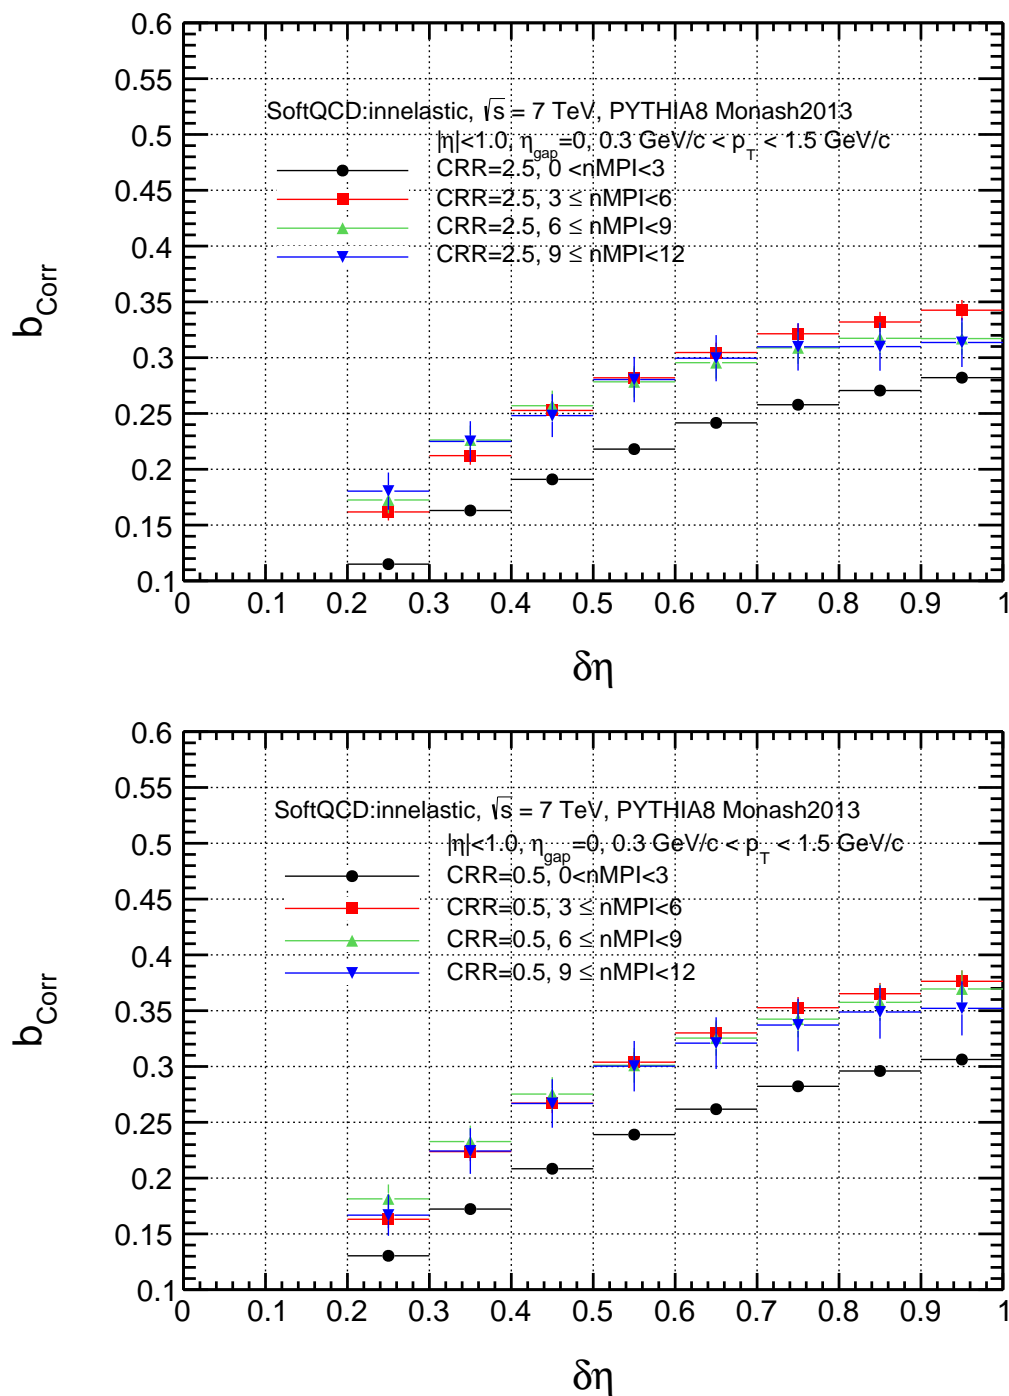 0.6
0.55
0.5
0.45
0.4
0.35
0.3
0.25
0.2
0.15
0.1
b_Corr
SoftQCD:innelastic, √s = 7 TeV, PYTHIA8 Monash2013
|η|<1.0, η_gap=0, 0.3 GeV/c < p_T < 1.5 GeV/c
CRR=2.5, 0 <nMPI<3
CRR=2.5, 3 ≤ nMPI<6
CRR=2.5, 6 ≤ nMPI<9
CRR=2.5, 9 ≤ nMPI<12
0 0.1 0.2 0.3 0.4 0.5 0.6 0.7 0.8 0.9 1
δη
0.6
0.55
0.5
0.45
0.4
0.35
0.3
0.25
0.2
0.15
0.1
b_Corr
SoftQCD:innelastic, √s = 7 TeV, PYTHIA8 Monash2013
|η|<1.0, η_gap=0, 0.3 GeV/c < p_T < 1.5 GeV/c
CRR=0.5, 0<nMPI<3
CRR=0.5, 3 ≤ nMPI<6
CRR=0.5, 6 ≤ nMPI<9
CRR=0.5, 9 ≤ nMPI<12
0 0.1 0.2 0.3 0.4 0.5 0.6 0.7 0.8 0.9 1
δη